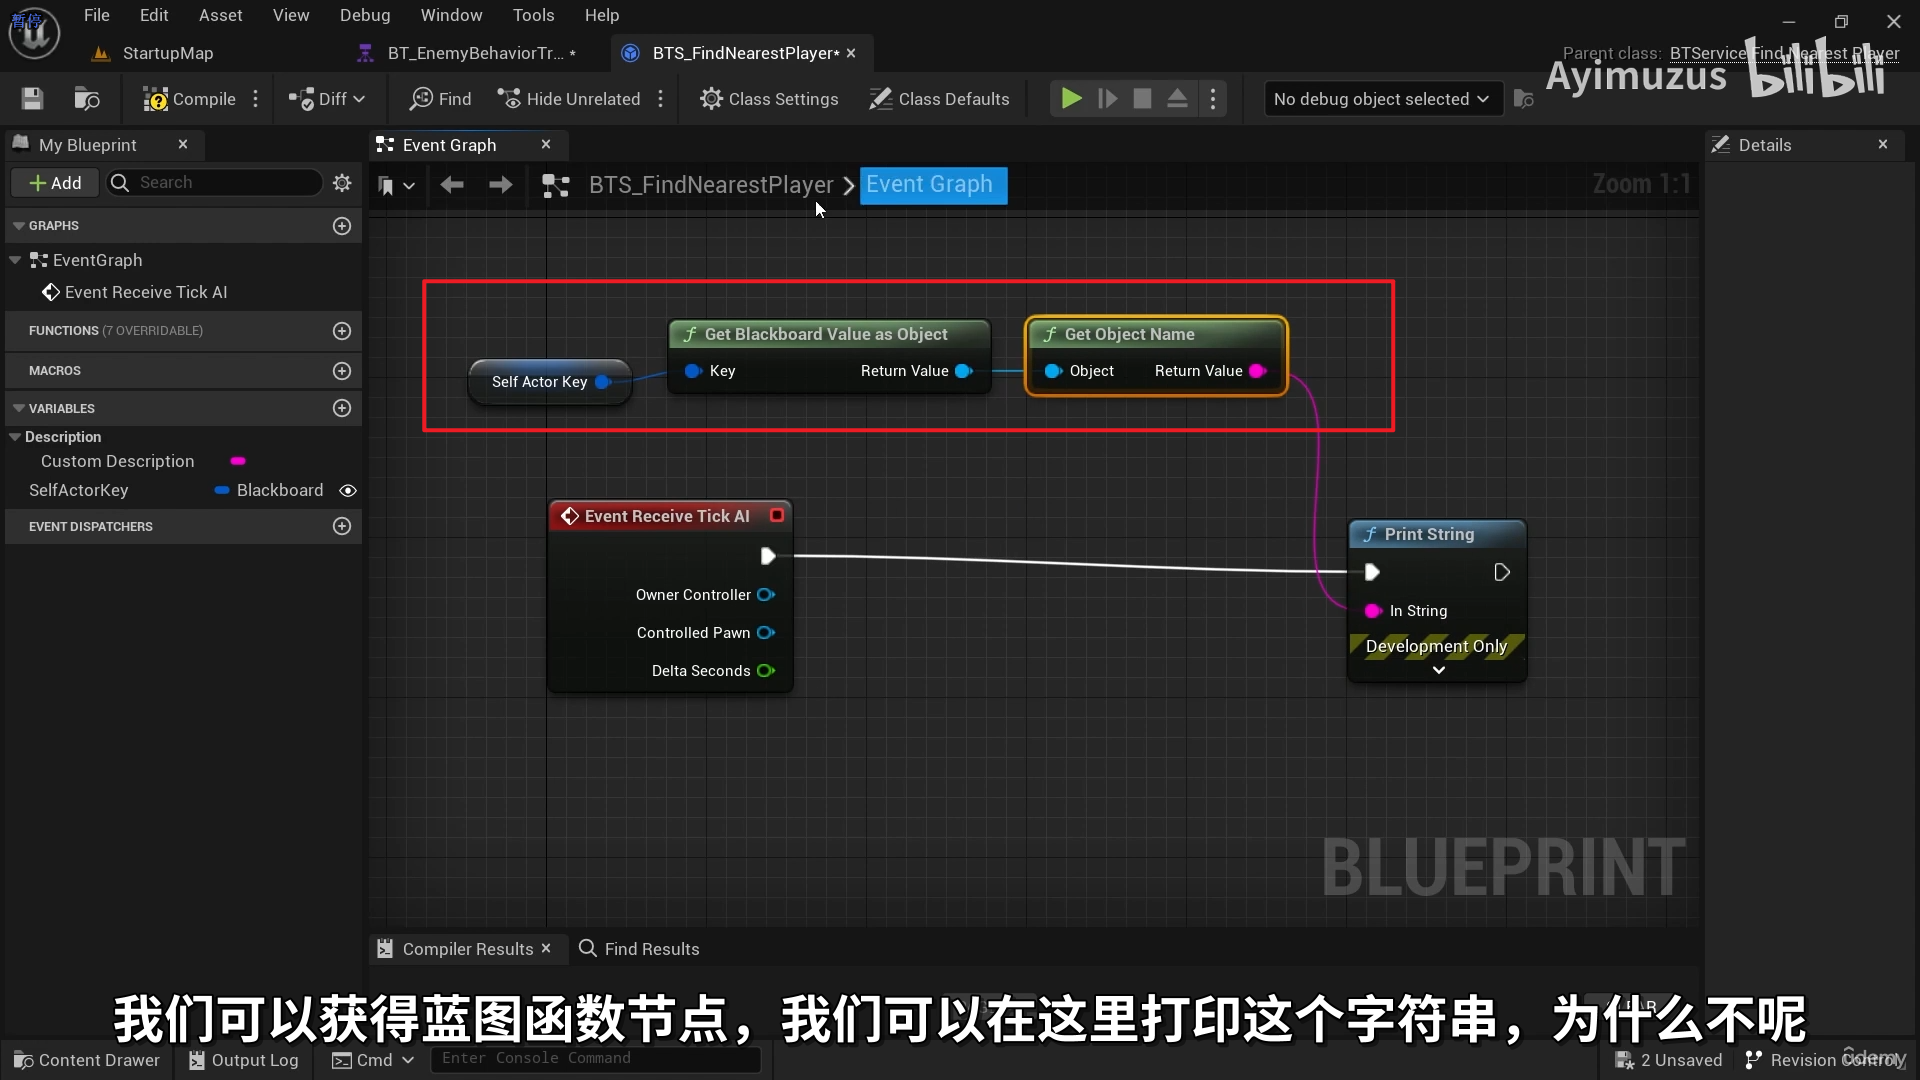 暂停
File Edit Asset View Debug Window Tools Help
StartupMap
BT_EnemyBehaviorTr... *
BTS_FindNearestPlayer*
Parent class: BTService Find Nearest Player
Ayimuzus bilibili
Compile
Diff
Find
Hide Unrelated
Class Settings
Class Defaults
No debug object selected
My Blueprint
Event Graph
Details
Add
Search
BTS_FindNearestPlayer
Event Graph
Zoom 1:1
GRAPHS
EventGraph
Event Receive Tick AI
FUNCTIONS (7 OVERRIDABLE)
MACROS
VARIABLES
Description
Custom Description
SelfActorKey Blackboard
EVENT DISPATCHERS
Self Actor Key
Get Blackboard Value as Object
Key Return Value
Get Object Name
Object Return Value
Event Receive Tick AI
Owner Controller
Controlled Pawn
Delta Seconds
Print String
In String
Development Only
BLUEPRINT
Compiler Results
Find Results
我们可以获得蓝图函数节点，我们可以在这里打印这个字符串，为什么不呢
Content Drawer
Output Log
Cmd
Enter Console Command
2 Unsaved
Revision Control
ûdemy